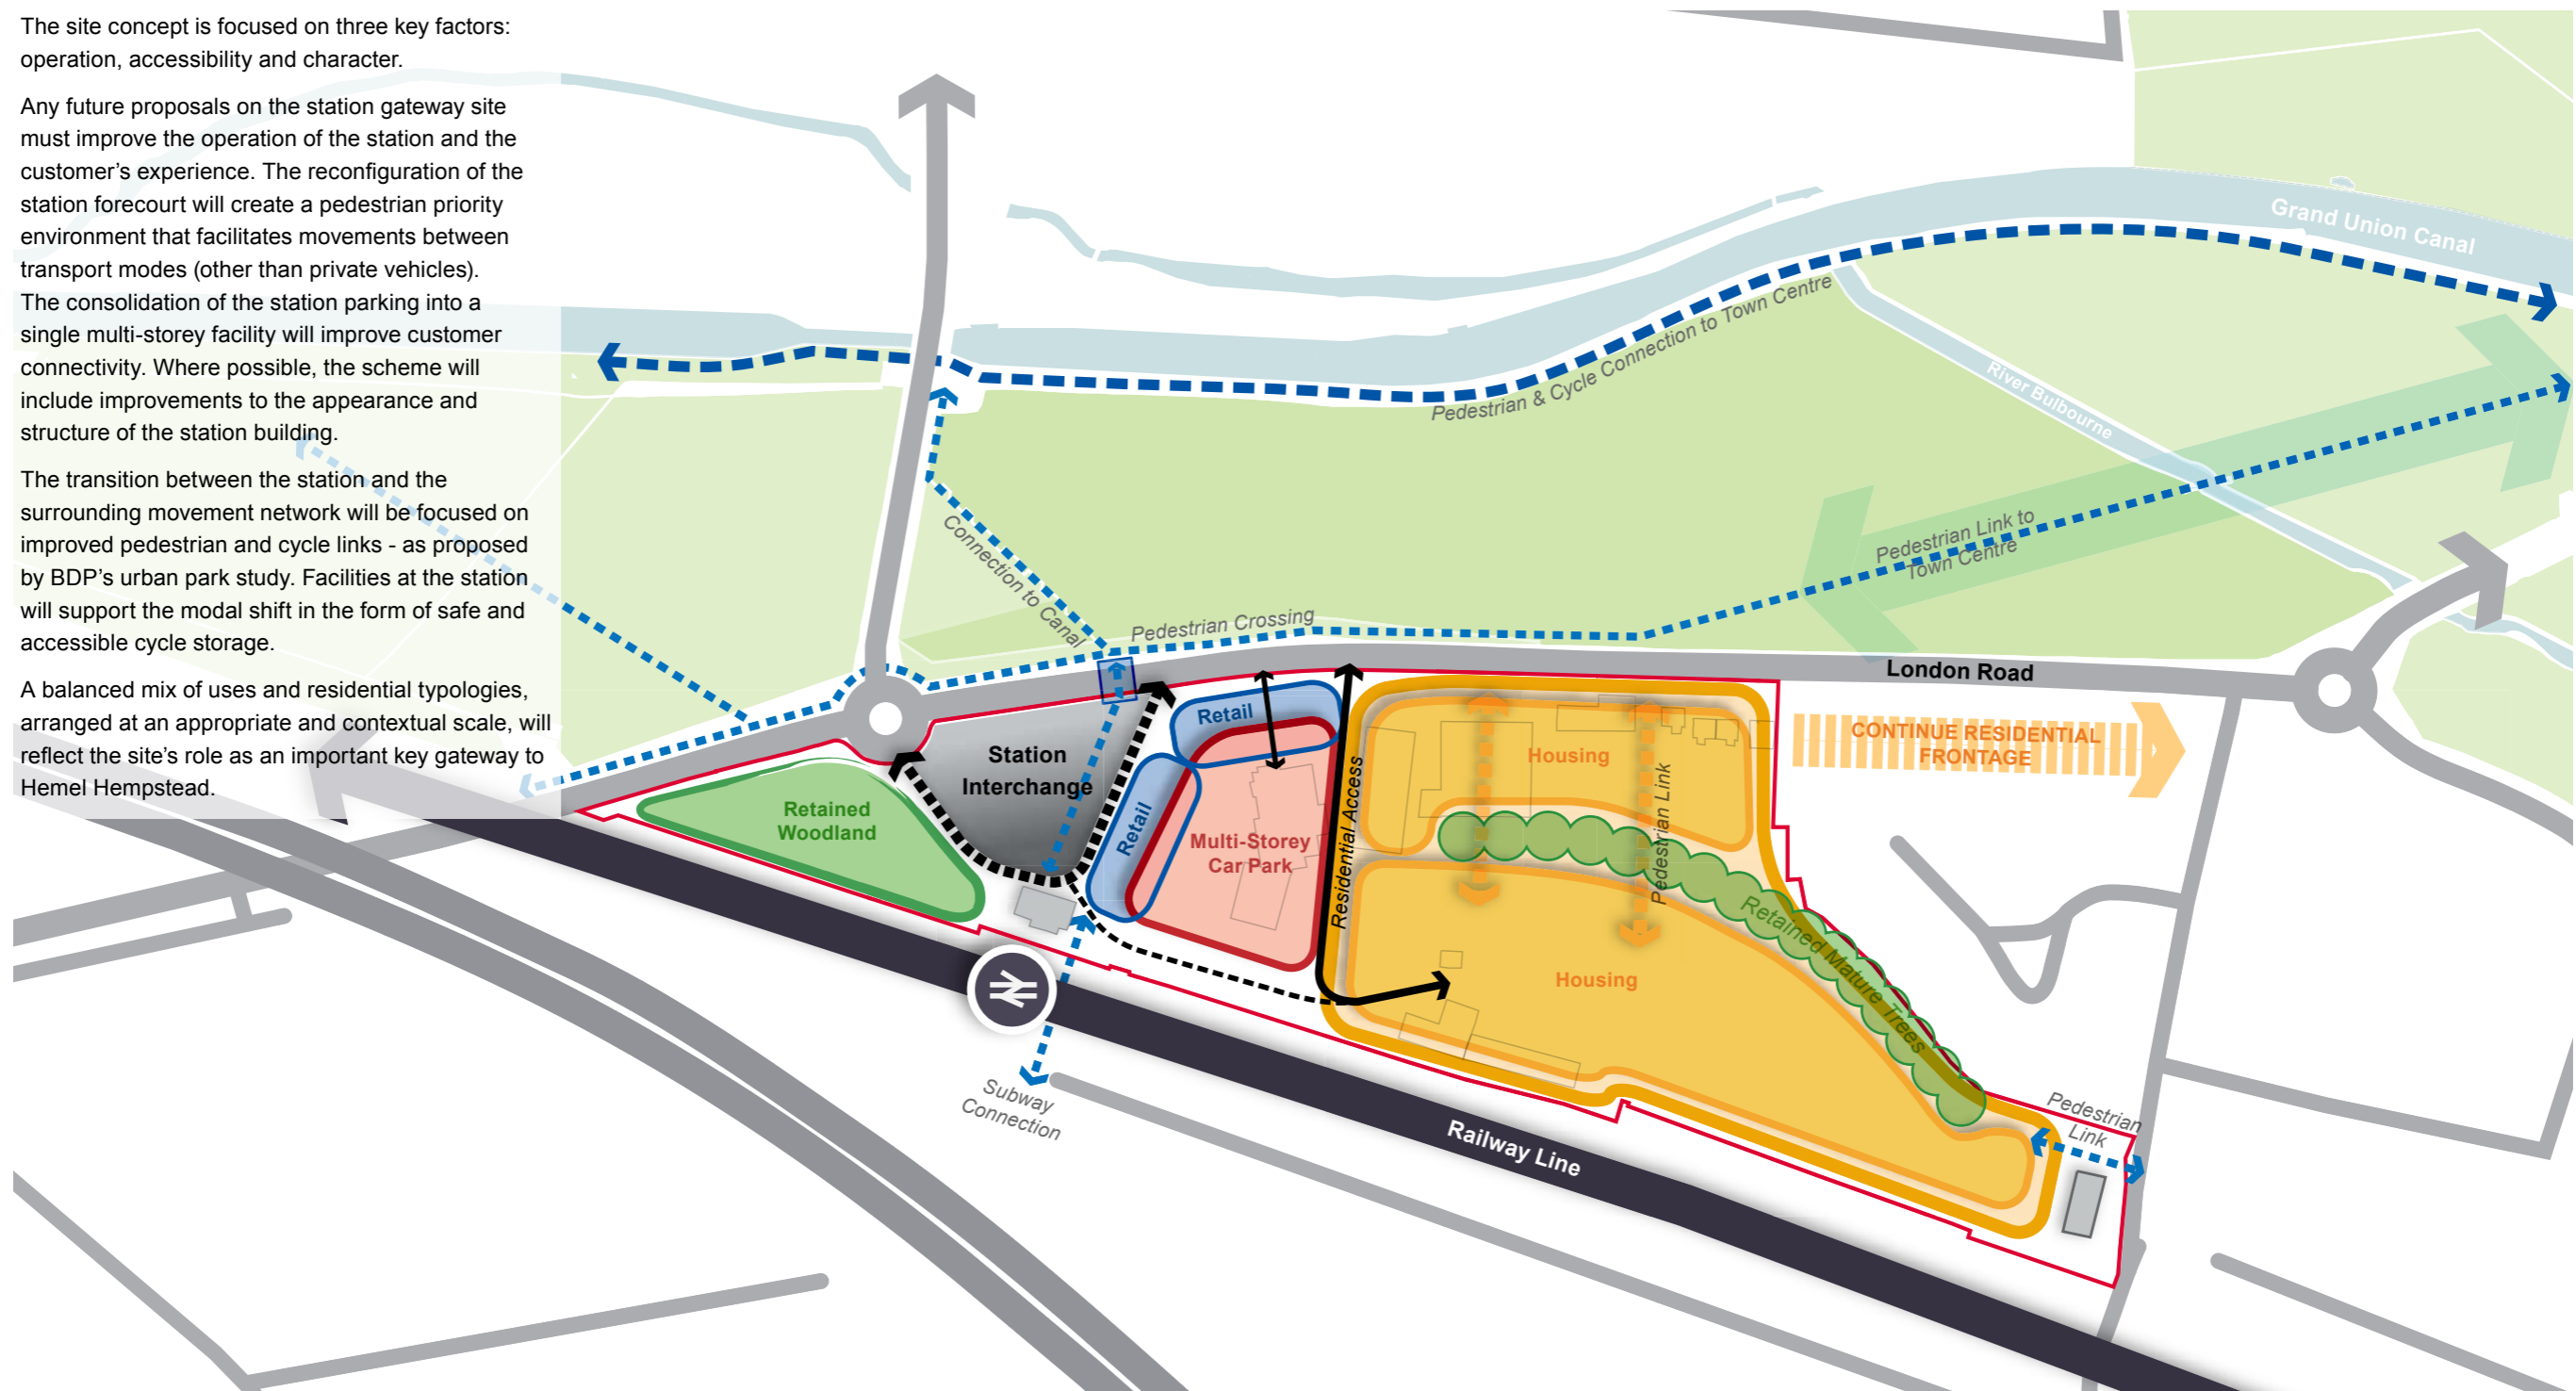 The site concept is focused on three key factors:
operation, accessibility and character.
Any future proposals on the station gateway site
must improve the operation of the station and the
customer’s experience. The reconfiguration of the
station forecourt will create a pedestrian priority
environment that facilitates movements between
transport modes (other than private vehicles).
The consolidation of the station parking into a
single multi-storey facility will improve customer
connectivity. Where possible, the scheme will
include improvements to the appearance and
structure of the station building.
The transition between the station and the
surrounding movement network will be focused on
improved pedestrian and cycle links - as proposed
by BDP’s urban park study. Facilities at the station
will support the modal shift in the form of safe and
accessible cycle storage.
A balanced mix of uses and residential typologies,
arranged at an appropriate and contextual scale, will
reflect the site’s role as an important key gateway to
Hemel Hempstead.
Grand Union Canal
Pedestrian & Cycle Connection to Town Centre
River Bulbourne
Pedestrian Link to
Town Centre
Connection to Canal
Pedestrian Crossing
London Road
CONTINUE RESIDENTIAL
FRONTAGE
Retail
Station
Interchange
Housing
Retained
Woodland
Retail
Multi-Storey
Car Park
Residential Access
Pedestrian Link
Retained Mature Trees
Housing
Subway
Connection
Railway Line
Pedestrian
Link